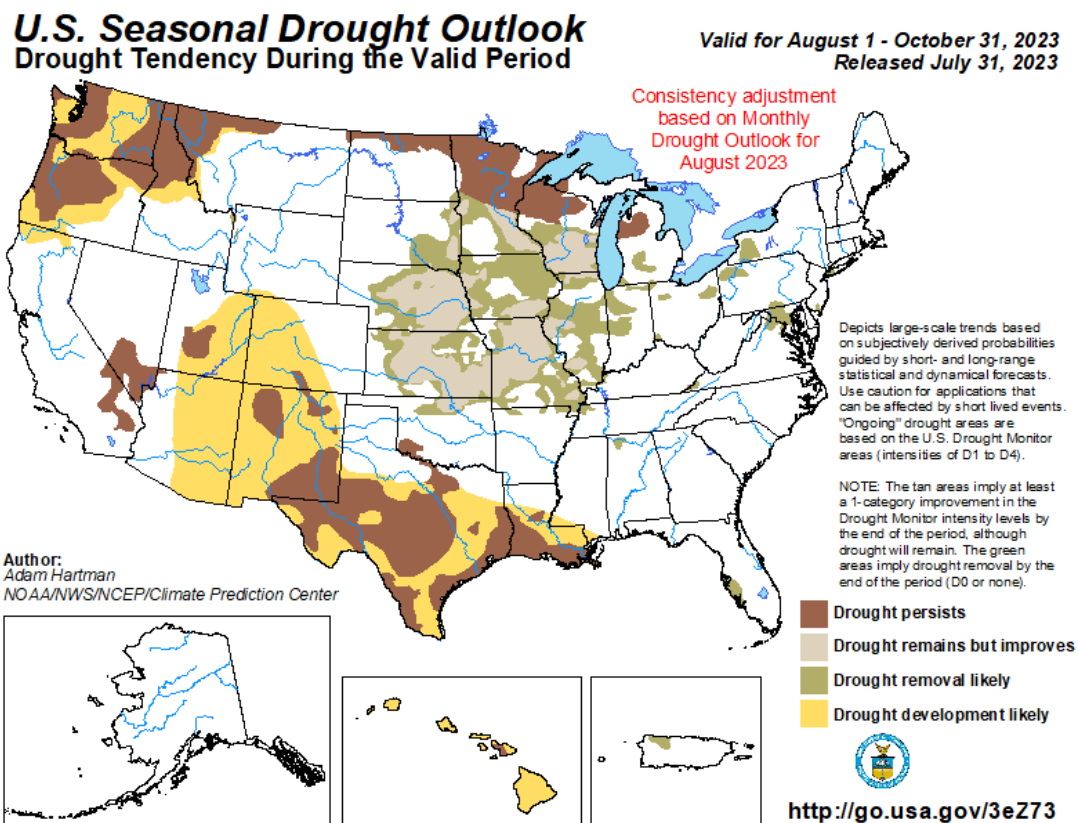 U.S. Seasonal Drought Outlook
Drought Tendency During the Valid Period
Valid for August 1 - October 31, 2023
Released July 31, 2023
Consistency adjustment
based on Monthly
Drought Outlook for
August 2023
Depicts large-scale trends based
on subjectively derived probabilities
guided by short- and long-range
statistical and dynamical forecasts.
Use caution for applications that
can be affected by short lived events.
"Ongoing" drought areas are
based on the U.S. Drought Monitor
areas (intensities of D1 to D4).
NOTE: The tan areas imply at least
a 1-category improvement in the
Drought Monitor intensity levels by
the end of the period, although
drought will remain. The green
areas imply drought removal by the
end of the period (D0 or none).
Author:
Adam Hartman
NOAA/NWS/NCEP/Climate Prediction Center
Drought persists
Drought remains but improves
Drought removal likely
Drought development likely
http://go.usa.gov/3eZ73